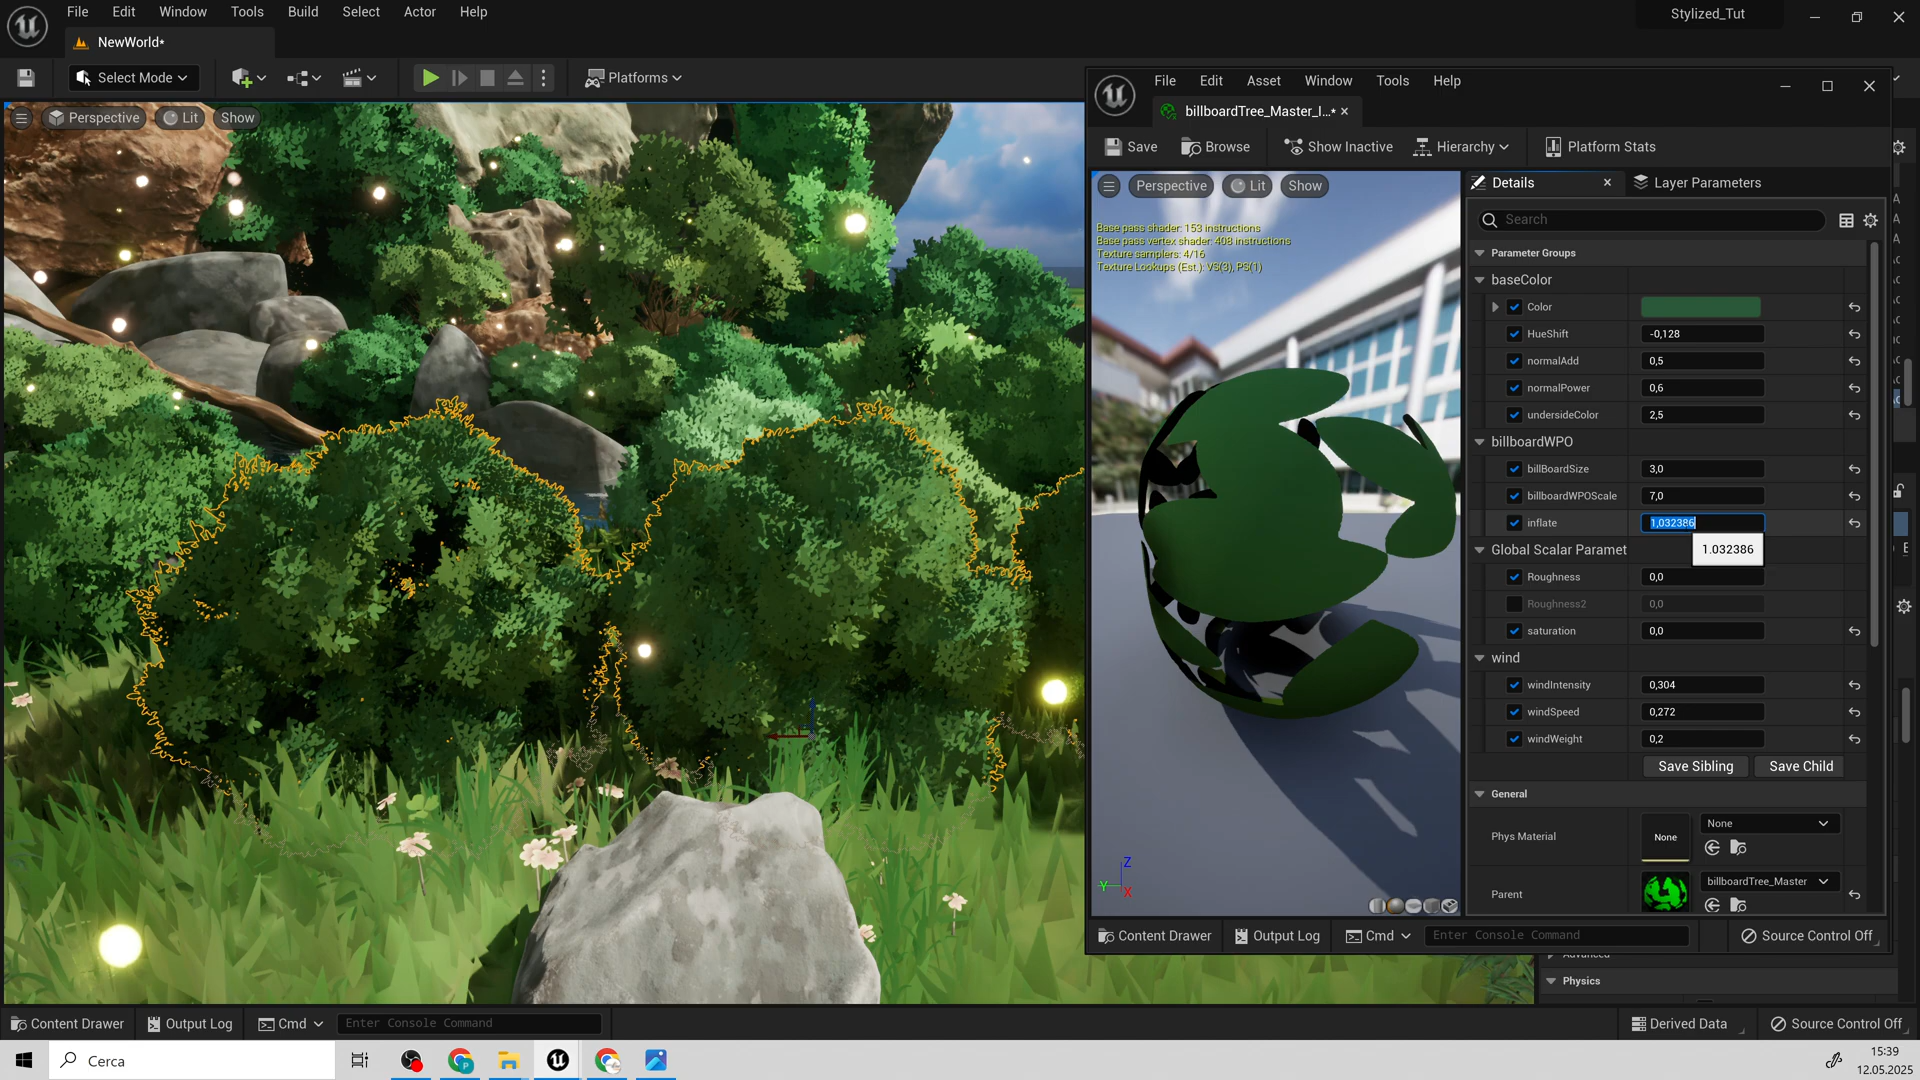 File Edit Window Tools Build Select Actor Help
Stylized_Tut
NewWorld*
Select Mode
Platforms
Perspective
Lit
Show
File Edit Asset Window Tools Help
billboardTree_Master_I...*
Save
Browse
Show Inactive
Hierarchy
Platform Stats
Perspective
Lit
Show
Base pass shader: 153 instructions
Base pass vertex shader: 408 instructions
Texture samplers: 4/16
Texture Lookups (Est.): VS(3), PS(1)
Details
Layer Parameters
Search
Parameter Groups
baseColor
Color
HueShift -0,128
normalAdd 0,5
normalPower 0,6
undersideColor 2,5
billboardWPO
billBoardSize 3,0
billboardWPOScale 7,0
inflate 1,032386
1.032386
Global Scalar Paramet
Roughness 0,0
Roughness2 0,0
saturation 0,0
wind
windIntensity 0,304
windSpeed 0,272
windWeight 0,2
Save Sibling
Save Child
General
Phys Material
None
None
Parent
billboardTree_Master
Z
Y
X
Content Drawer
Output Log
Cmd
Enter Console Command
Source Control Off
Advanced
Physics
Content Drawer
Output Log
Cmd
Enter Console Command
Derived Data
Source Control Off
Cerca
15:39
12.05.2025